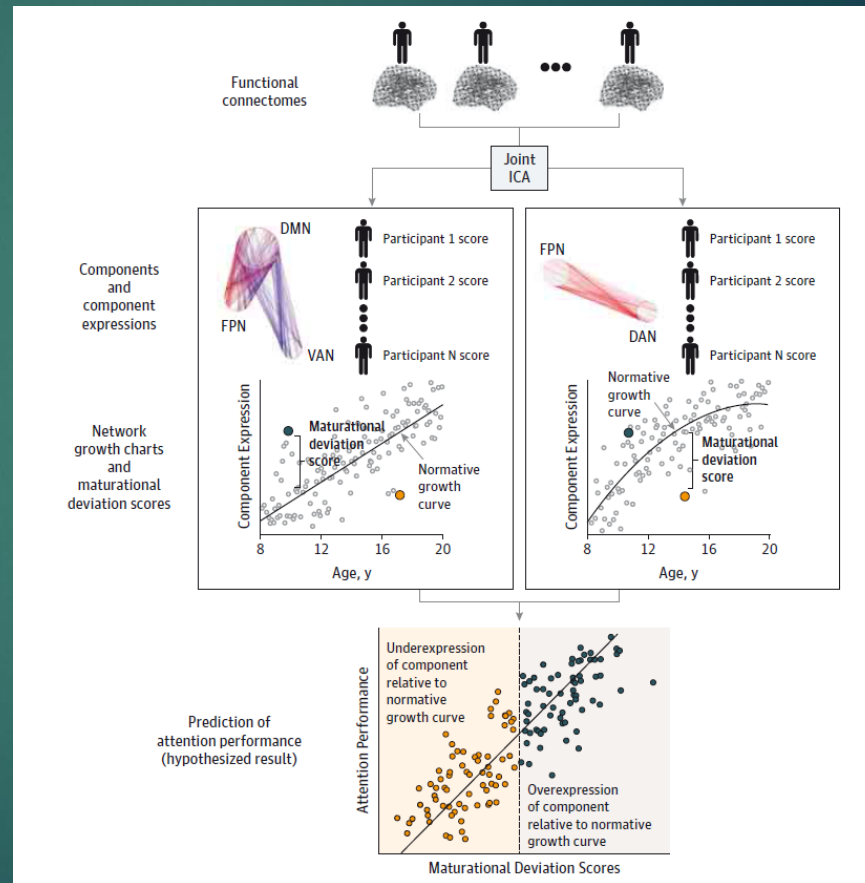 Functional
connectomes
Joint
ICA
Components
and
component
expressions
DMN
FPN
VAN
Participant 1 score
Participant 2 score
Participant N score
FPN
DAN
Participant 1 score
Participant 2 score
Participant N score
Network
growth charts
and
maturational
deviation scores
Component Expression
Maturational
deviation
score
Normative
growth
curve
8 12 16 20
Age, y
Component Expression
Normative
growth
curve
Maturational
deviation
score
8 12 16 20
Age, y
Prediction of
attention performance
(hypothesized result)
Attention Performance
Underexpression
of component
relative to
normative
growth curve
Overexpression
of component
relative to normative
growth curve
Maturational Deviation Scores